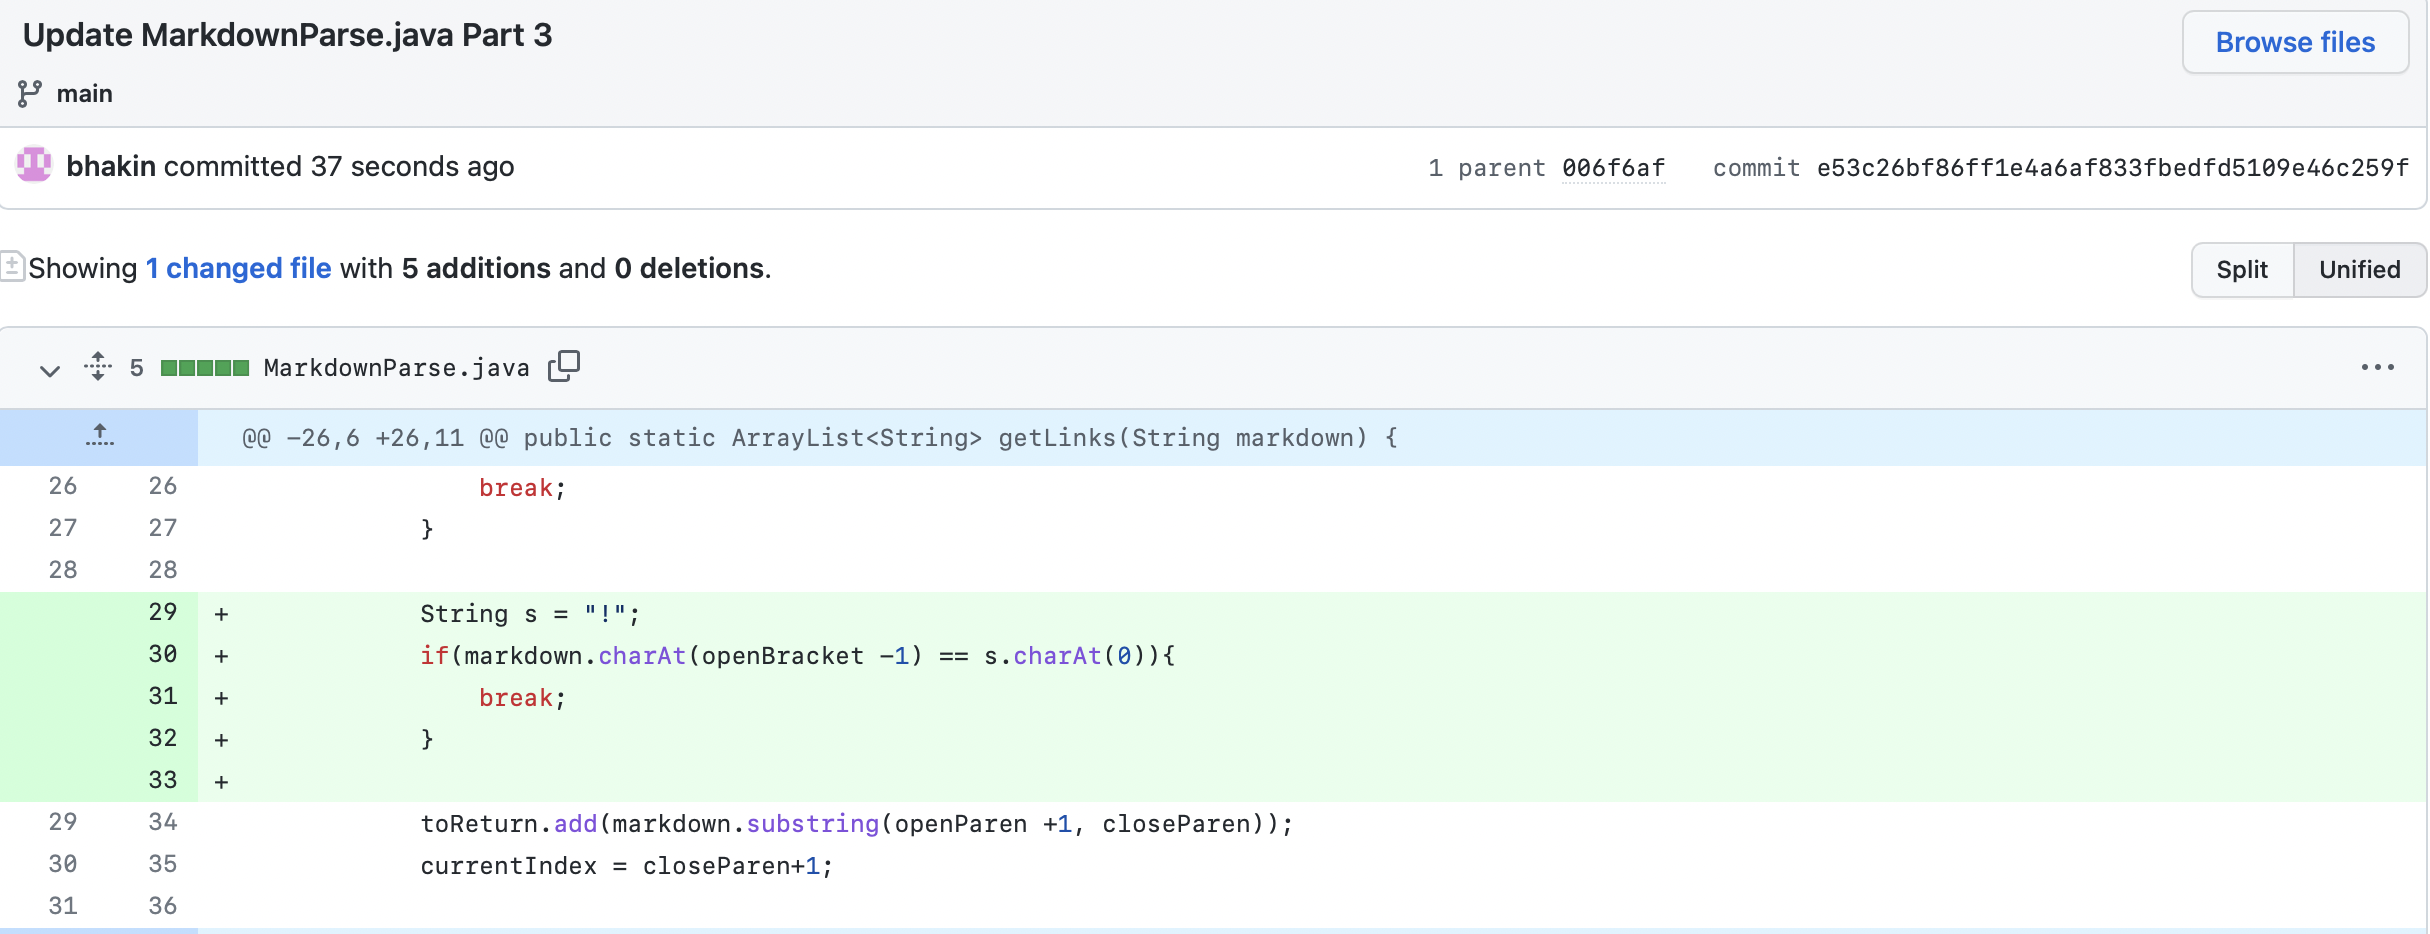 Update MarkdownParse.java Part 3
Browse files
main
bhakin committed 37 seconds ago
1 parent 006f6af commit e53c26bf86ff1e4a6af833fbedfd5109e46c259f
Showing 1 changed file with 5 additions and 0 deletions.
Split Unified
5 MarkdownParse.java
@@ -26,6 +26,11 @@ public static ArrayList<String> getLinks(String markdown) {
26 26 break;
27 27 }
28 28
29 + String s = "!";
30 + if(markdown.charAt(openBracket -1) == s.charAt(0)){
31 + break;
32 + }
33 +
29 34 toReturn.add(markdown.substring(openParen +1, closeParen));
30 35 currentIndex = closeParen+1;
31 36